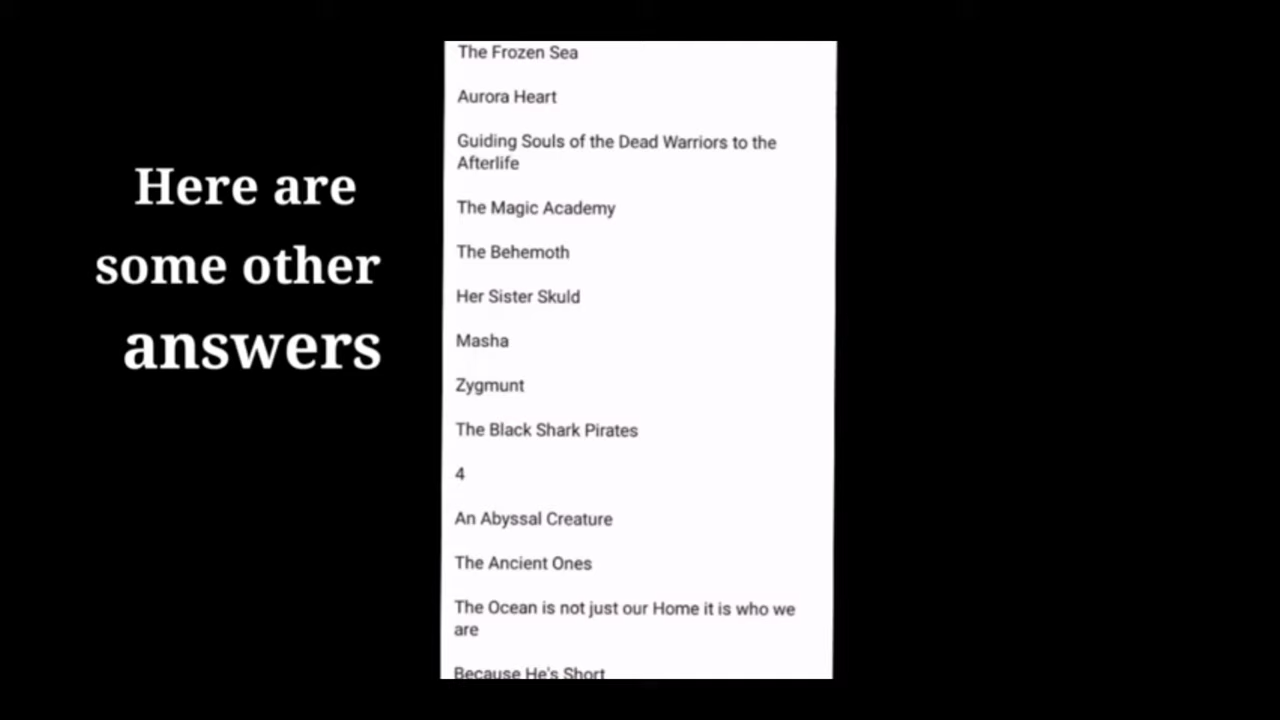 Here are
some other
answers
The Frozen Sea
Aurora Heart
Guiding Souls of the Dead Warriors to the
Afterlife
The Magic Academy
The Behemoth
Her Sister Skuld
Masha
Zygmunt
The Black Shark Pirates
4
An Abyssal Creature
The Ancient Ones
The Ocean is not just our Home it is who we
are
Because He's Short